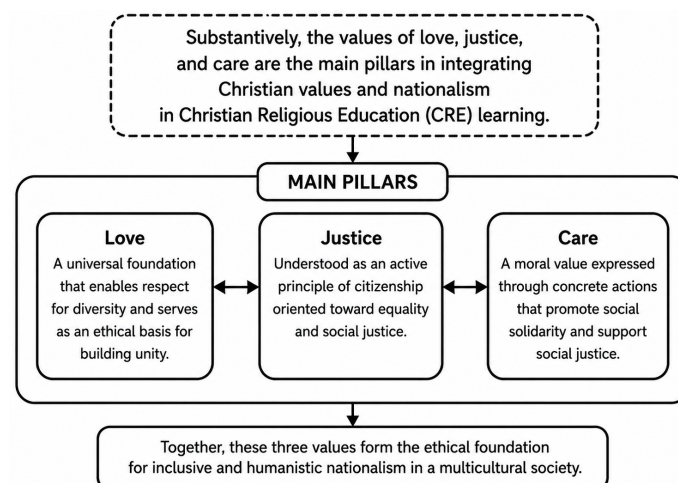 Substantively, the values of love, justice,
and care are the main pillars in integrating
Christian values and nationalism
in Christian Religious Education (CRE) learning.
MAIN PILLARS
Love
A universal foundation
that enables respect
for diversity and serves
as an ethical basis for
building unity.
Justice
Understood as an active
principle of citizenship
oriented toward equality
and social justice.
Care
A moral value expressed
through concrete actions
that promote social
solidarity and support
social justice.
Together, these three values form the ethical foundation
for inclusive and humanistic nationalism in a multicultural society.